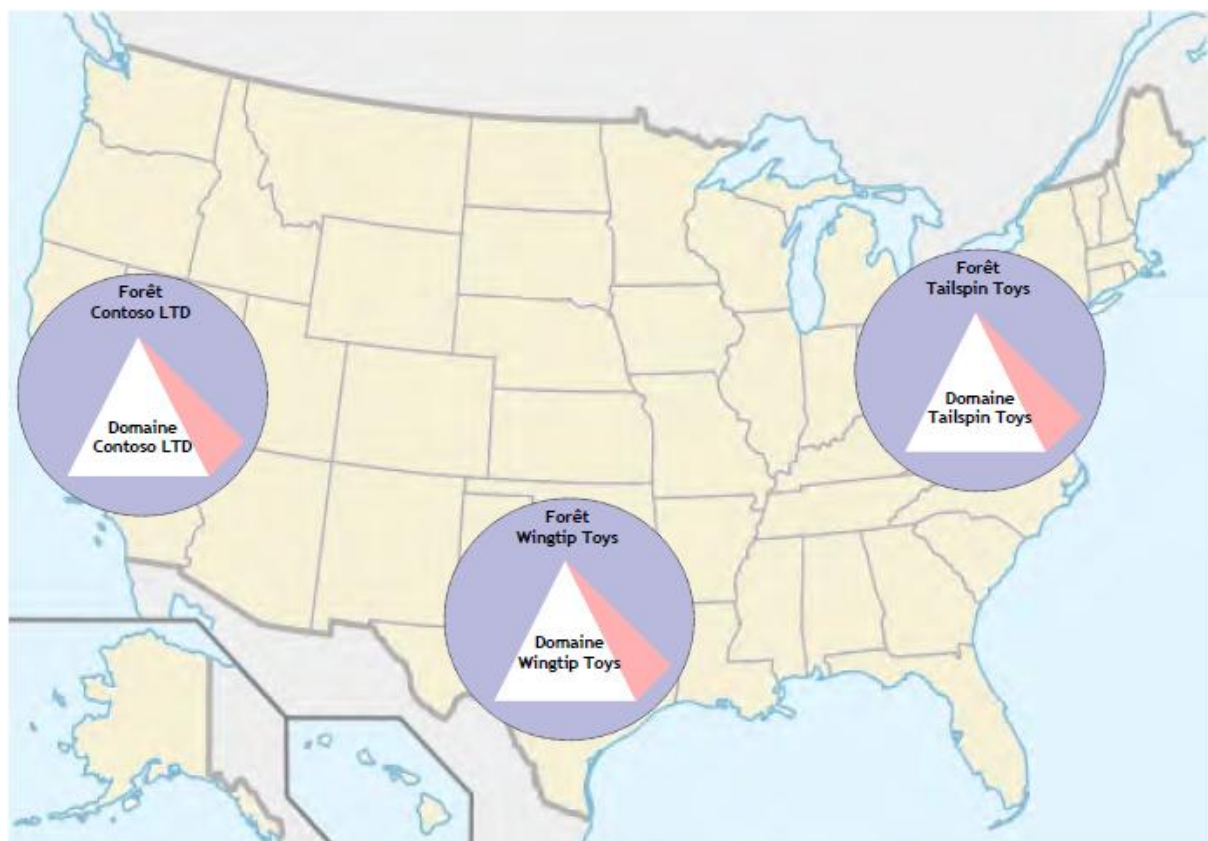 Forêt
Contoso LTD
Domaine
Contoso LTD
Forêt
Wingtip Toys
Domaine
Wingtip Toys
Forêt
Tailspin Toys
Domaine
Tailspin Toys